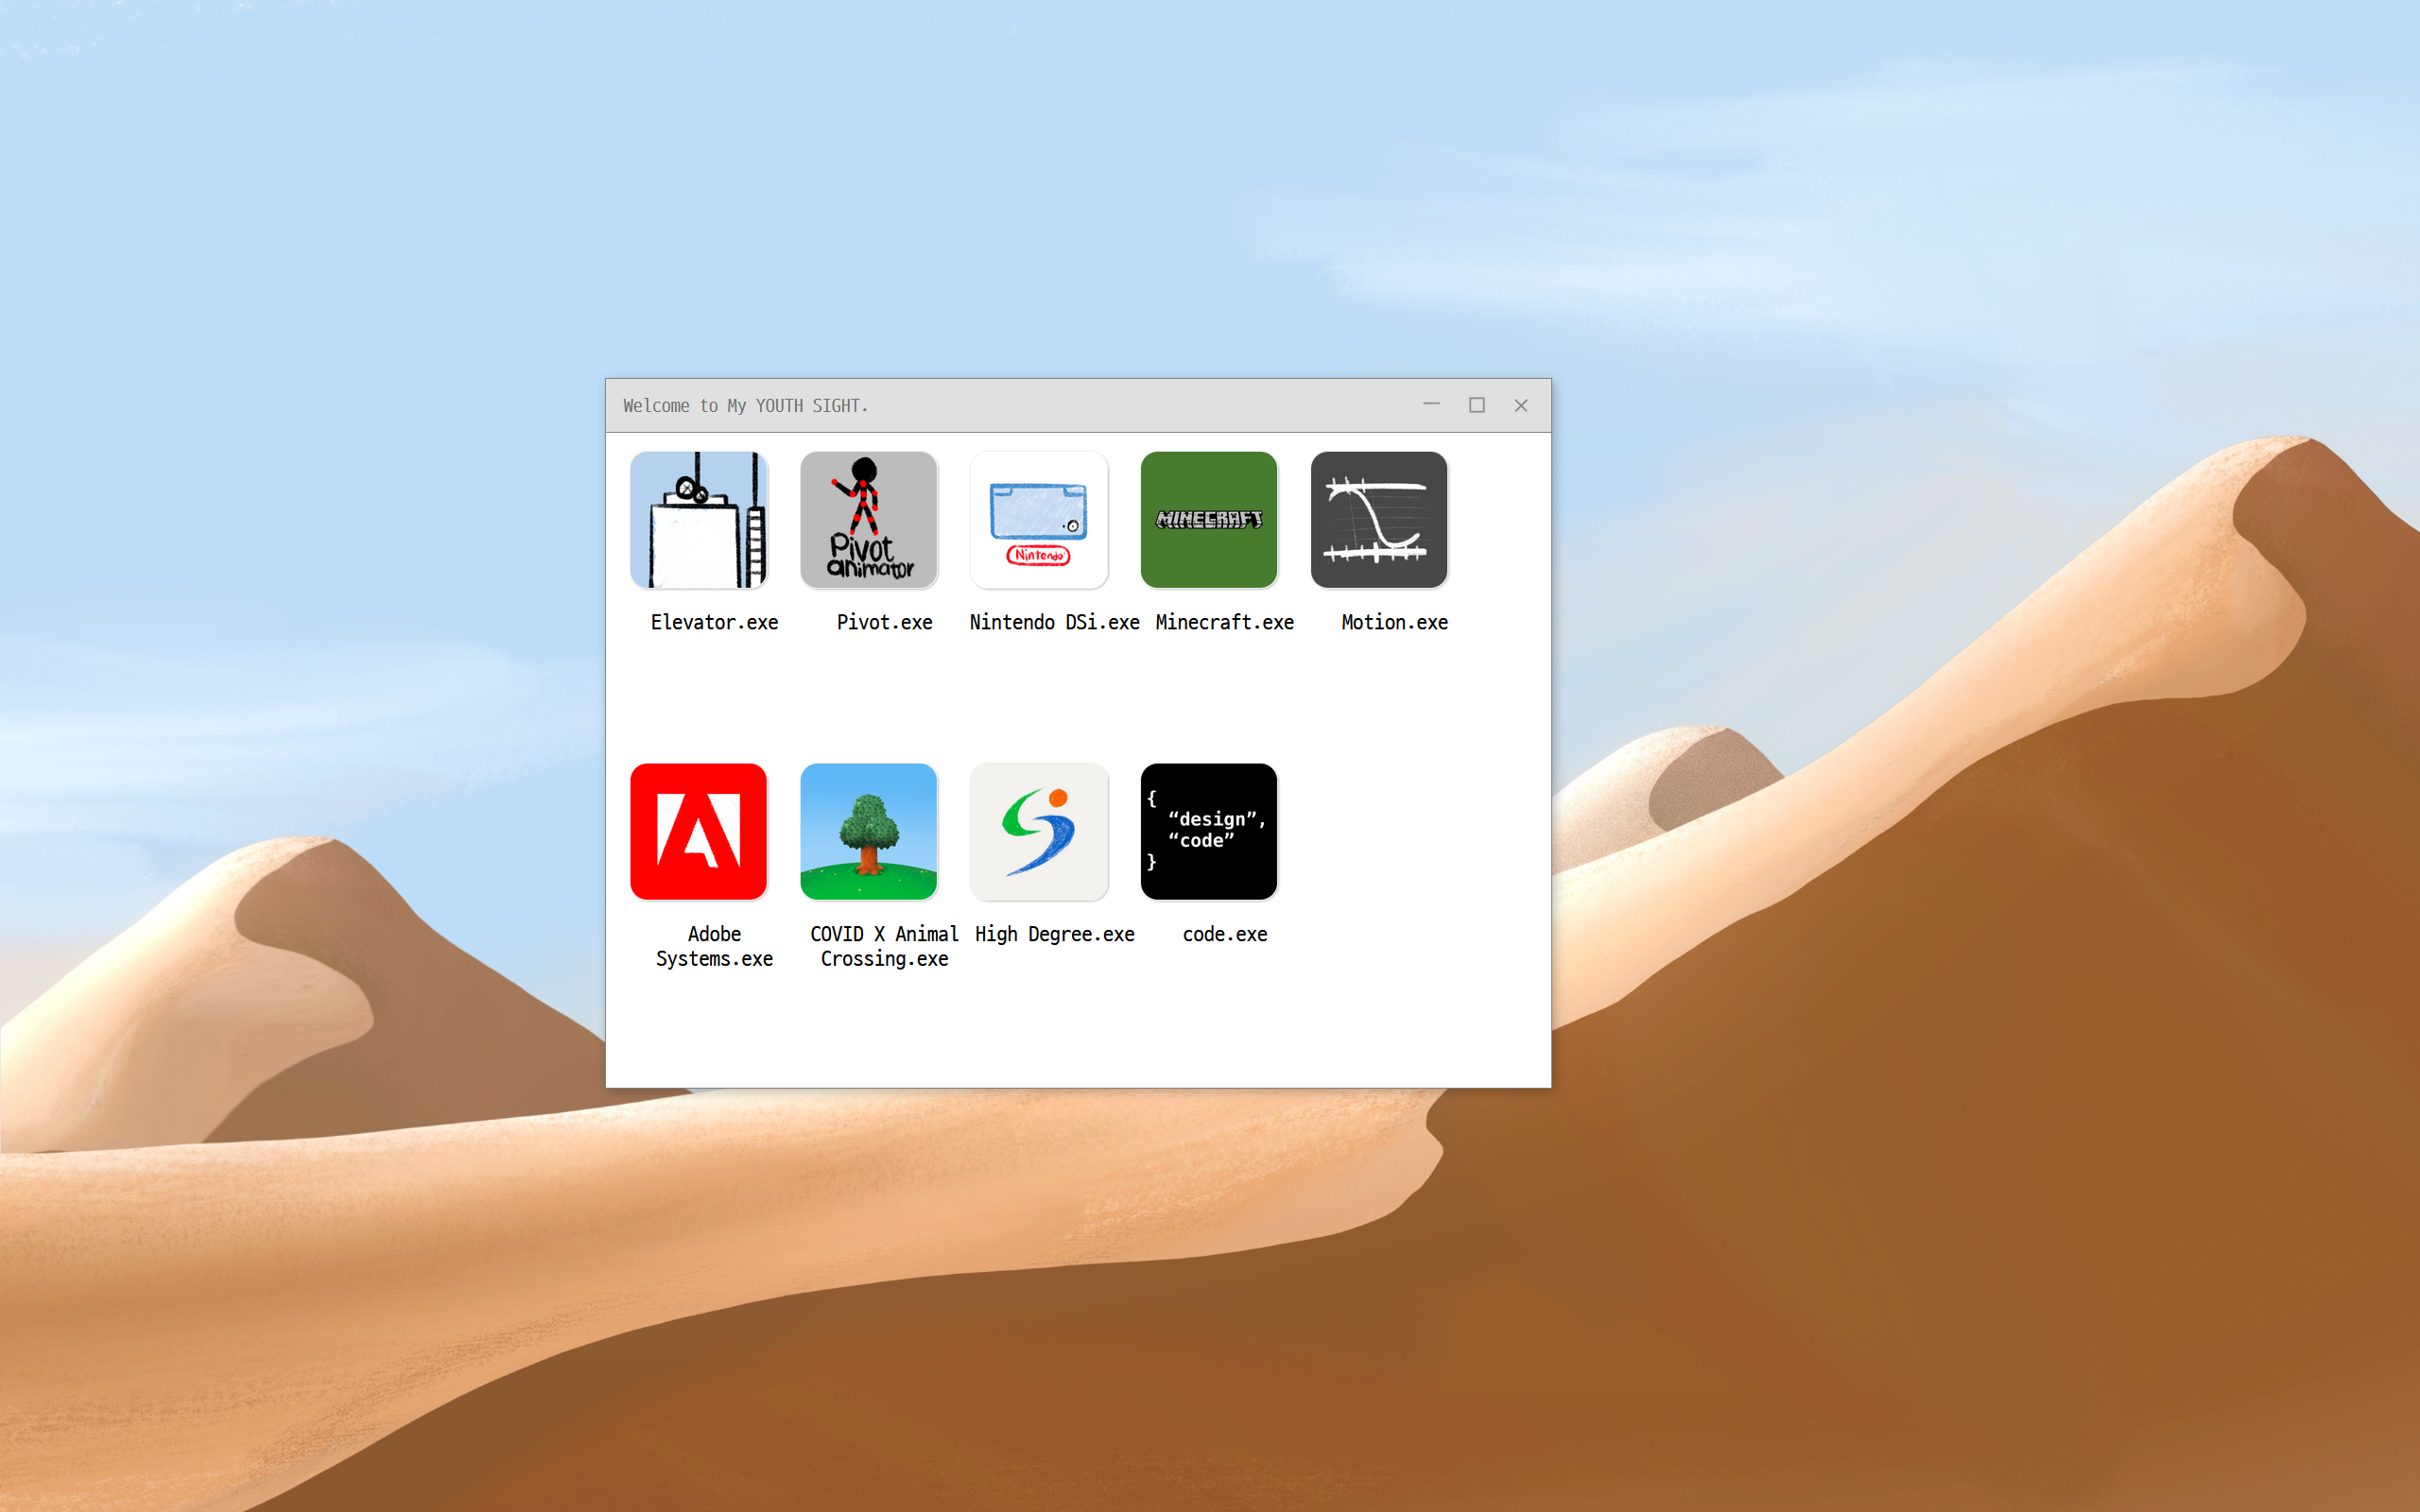 Welcome to My YOUTH SIGHT.
Pivot
animator
Nintendo
MINECRAFT
Elevator.exe
Pivot.exe
Nintendo DSi.exe
Minecraft.exe
Motion.exe
{
“design”,
“code”
}
Adobe
Systems.exe
COVID X Animal
Crossing.exe
High Degree.exe
code.exe